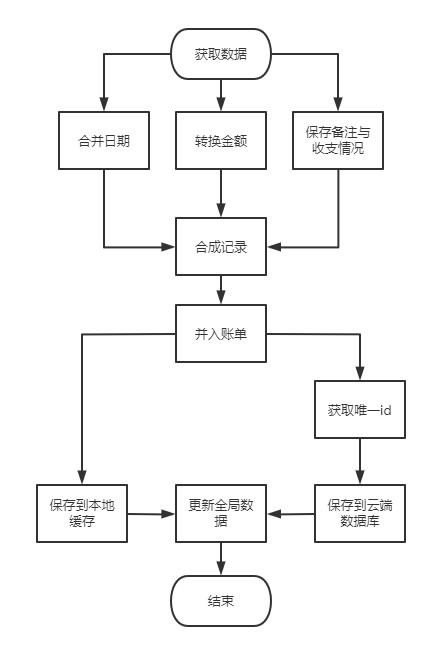 获取数据
合并日期
转换金额
保存备注与
收支情况
合成记录
并入账单
获取唯一id
保存到本地
缓存
更新全局数
据
保存到云端
数据库
结束